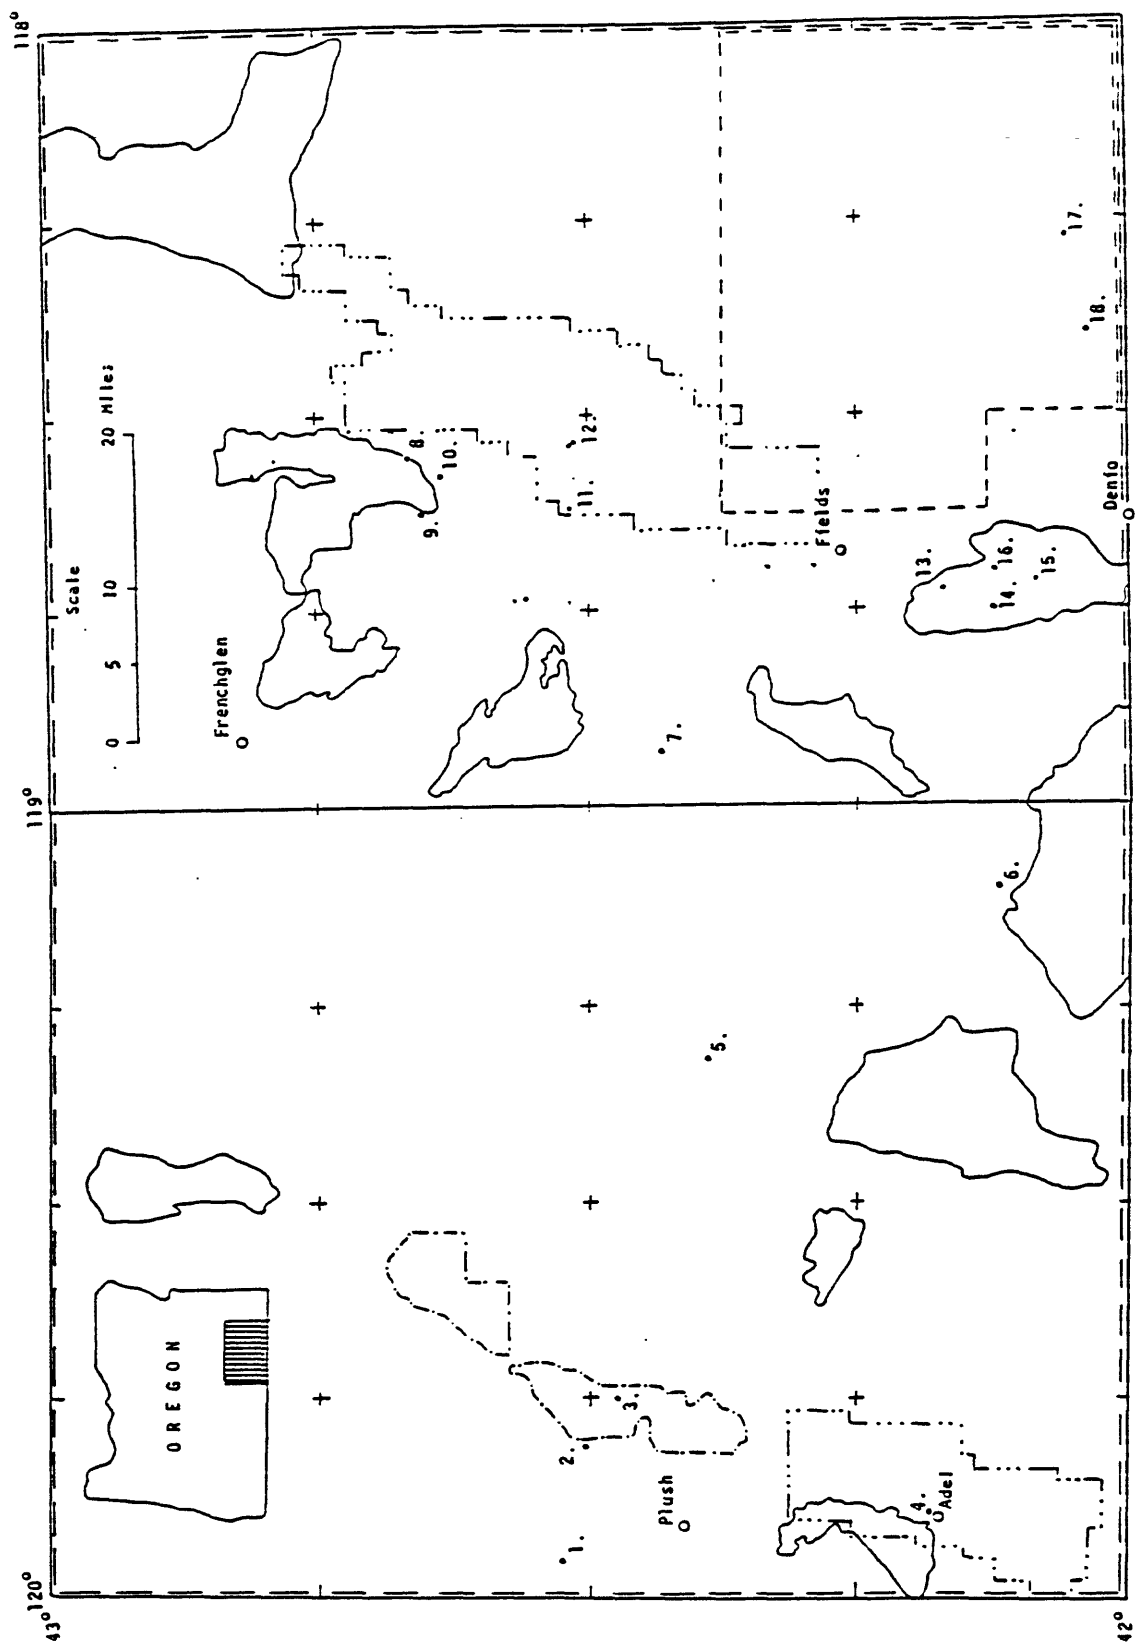 43°
120°
119°
118°
OREGON
Scale
0 5 10 20 Miles
Frenchglen
8.
9.
10.
1.
2.
3.
Plush
11.
12.
7.
5.
Fields
4.
Adel
13.
14.
16.
15.
6.
17.
18.
Denio
42°